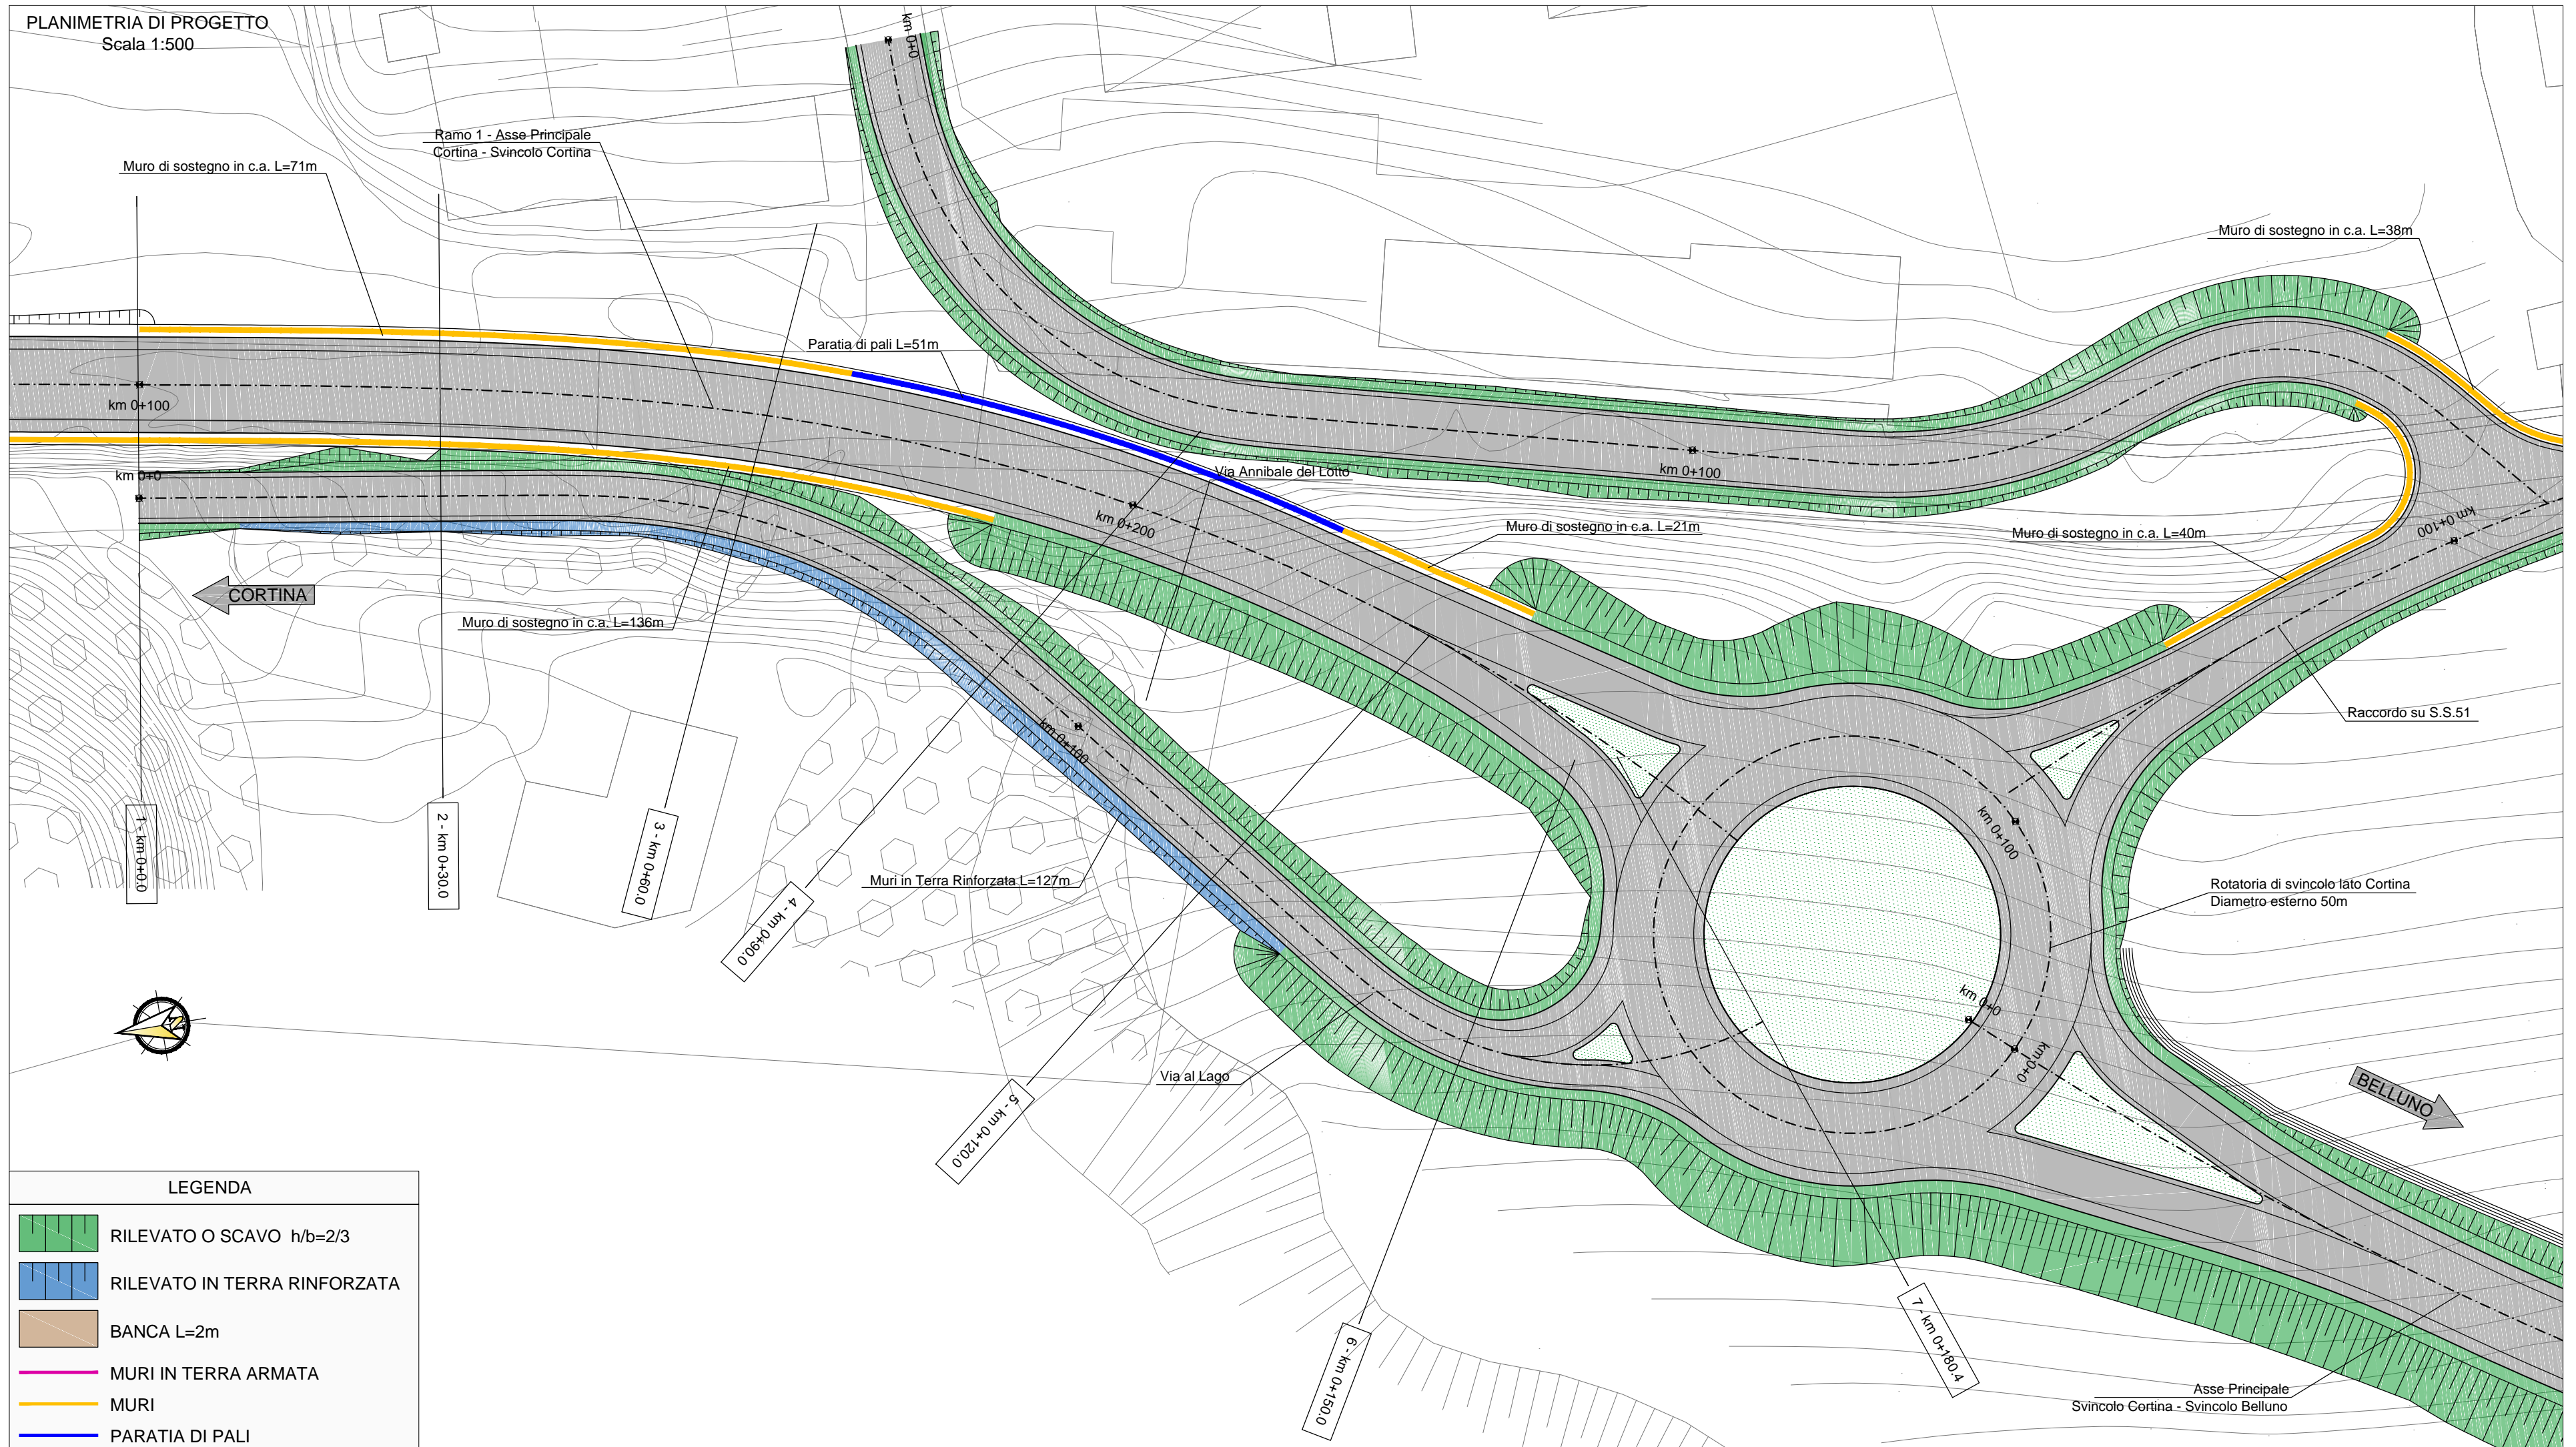 PLANIMETRIA DI PROGETTO
Scala 1:500
km 0+0
Ramo 1 - Asse Principale
Cortina - Svincolo Cortina
Muro di sostegno in c.a. L=71m
Muro di sostegno in c.a. L=38m
Paratia di pali L=51m
km 0+100
km 0+0
Via Annibale del Lotto
km 0+100
km 0+200
Muro di sostegno in c.a. L=21m
Muro di sostegno in c.a. L=40m
km 0+100
CORTINA
Muro di sostegno in c.a. L=136m
Raccordo su S.S.51
km 0+100
km 0+100
1 - km 0+0.0
2 - km 0+30.0
3 - km 0+60.0
4 - km 0+90.0
Muri in Terra Rinforzata L=127m
Rotatoria di svincolo lato Cortina
Diametro esterno 50m
km 0+0
km 0+0
Via al Lago
5 - km 0+120.0
BELLUNO
6 - km 0+150.0
7 - km 0+180.4
Asse Principale
Svincolo Cortina - Svincolo Belluno
LEGENDA
RILEVATO O SCAVO h/b=2/3
RILEVATO IN TERRA RINFORZATA
BANCA L=2m
MURI IN TERRA ARMATA
MURI
PARATIA DI PALI